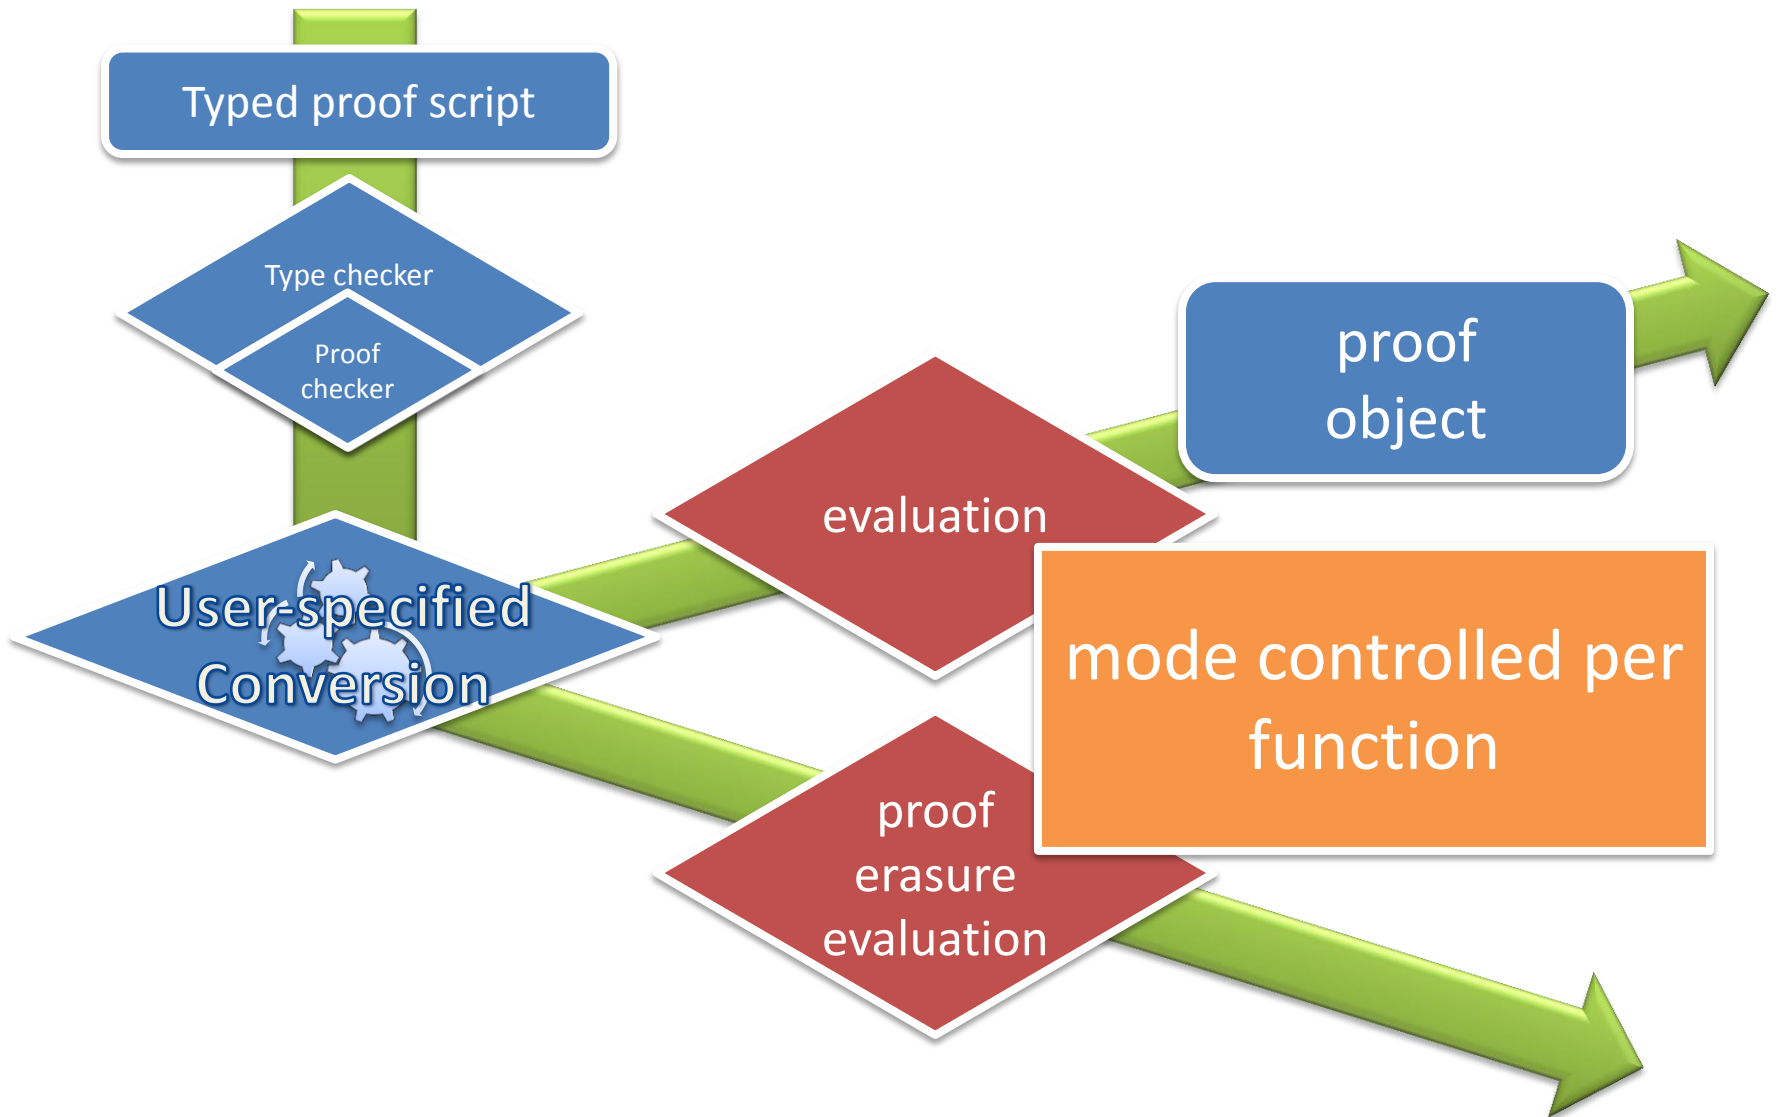 Typed proof script
Type checker
Proof
checker
User-specified
Conversion
evaluation
proof
object
mode controlled per
function
proof
erasure
evaluation